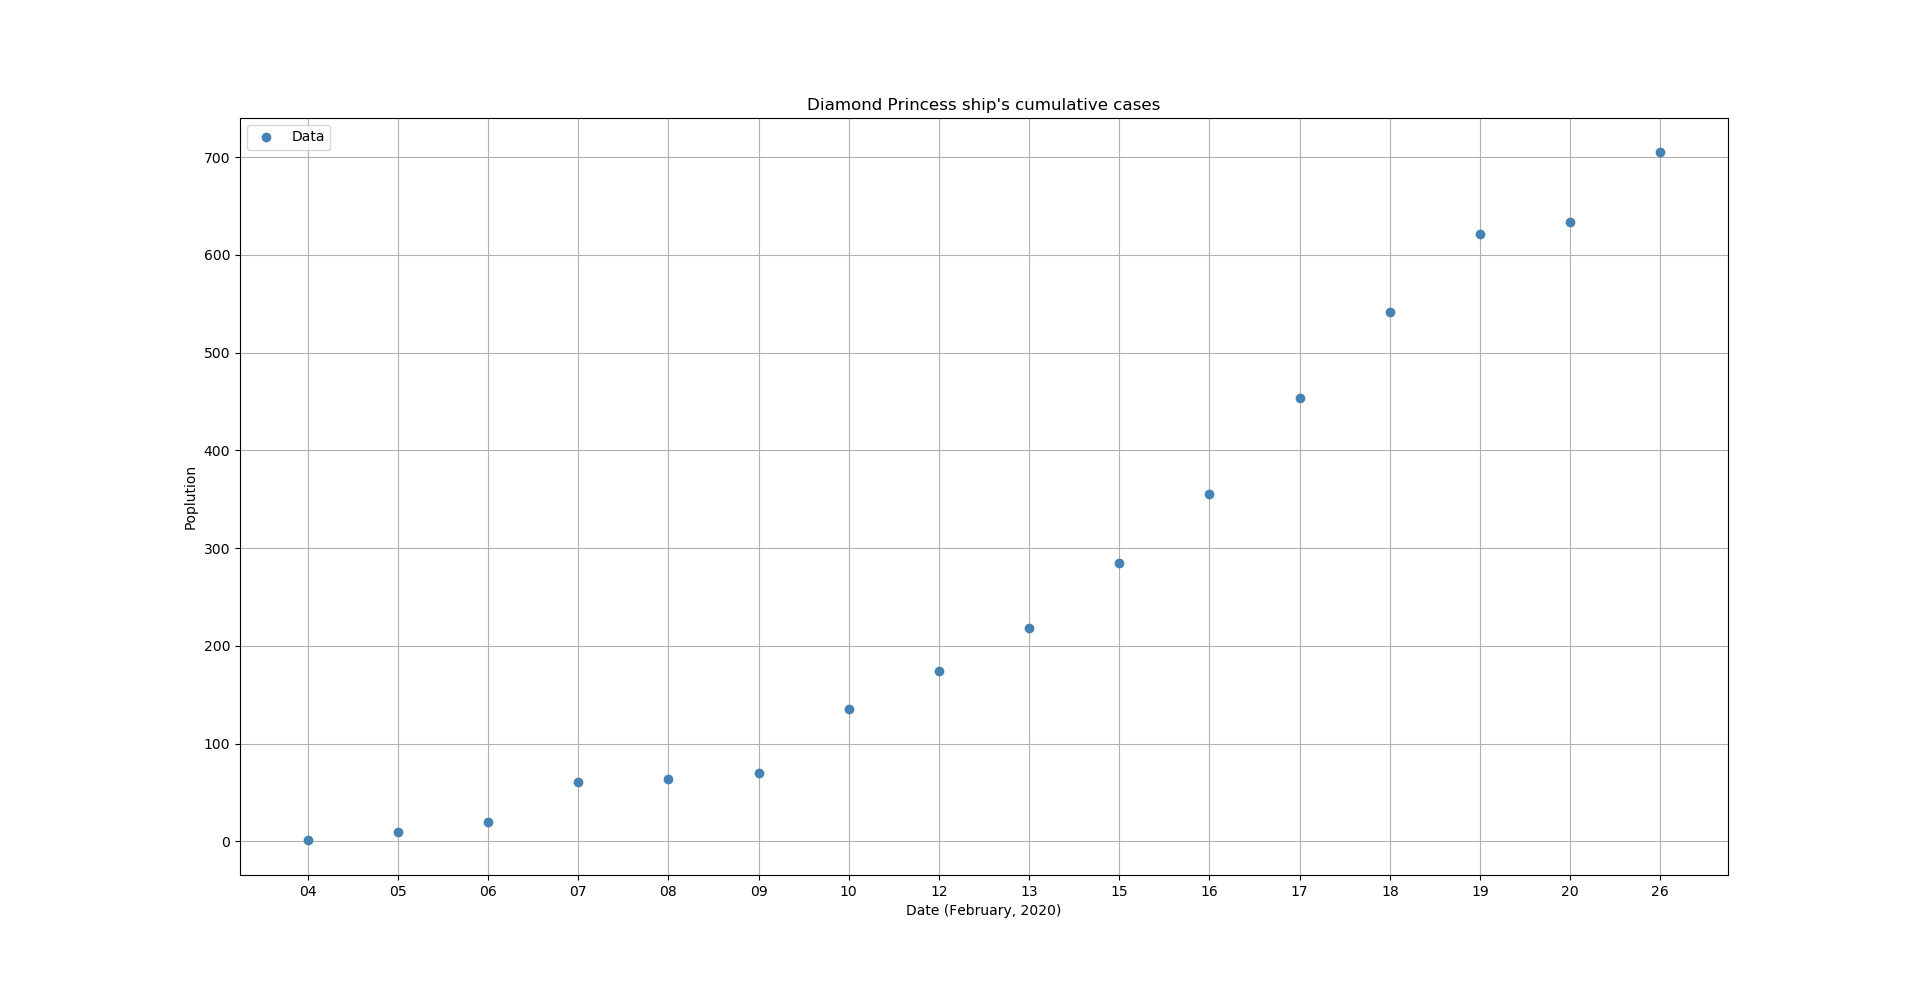 Diamond Princess ship's cumulative cases
Data
700
600
500
400
300
200
100
0
Poplution
04 05 06 07 08 09 10 12 13 15 16 17 18 19 20 26
Date (February, 2020)